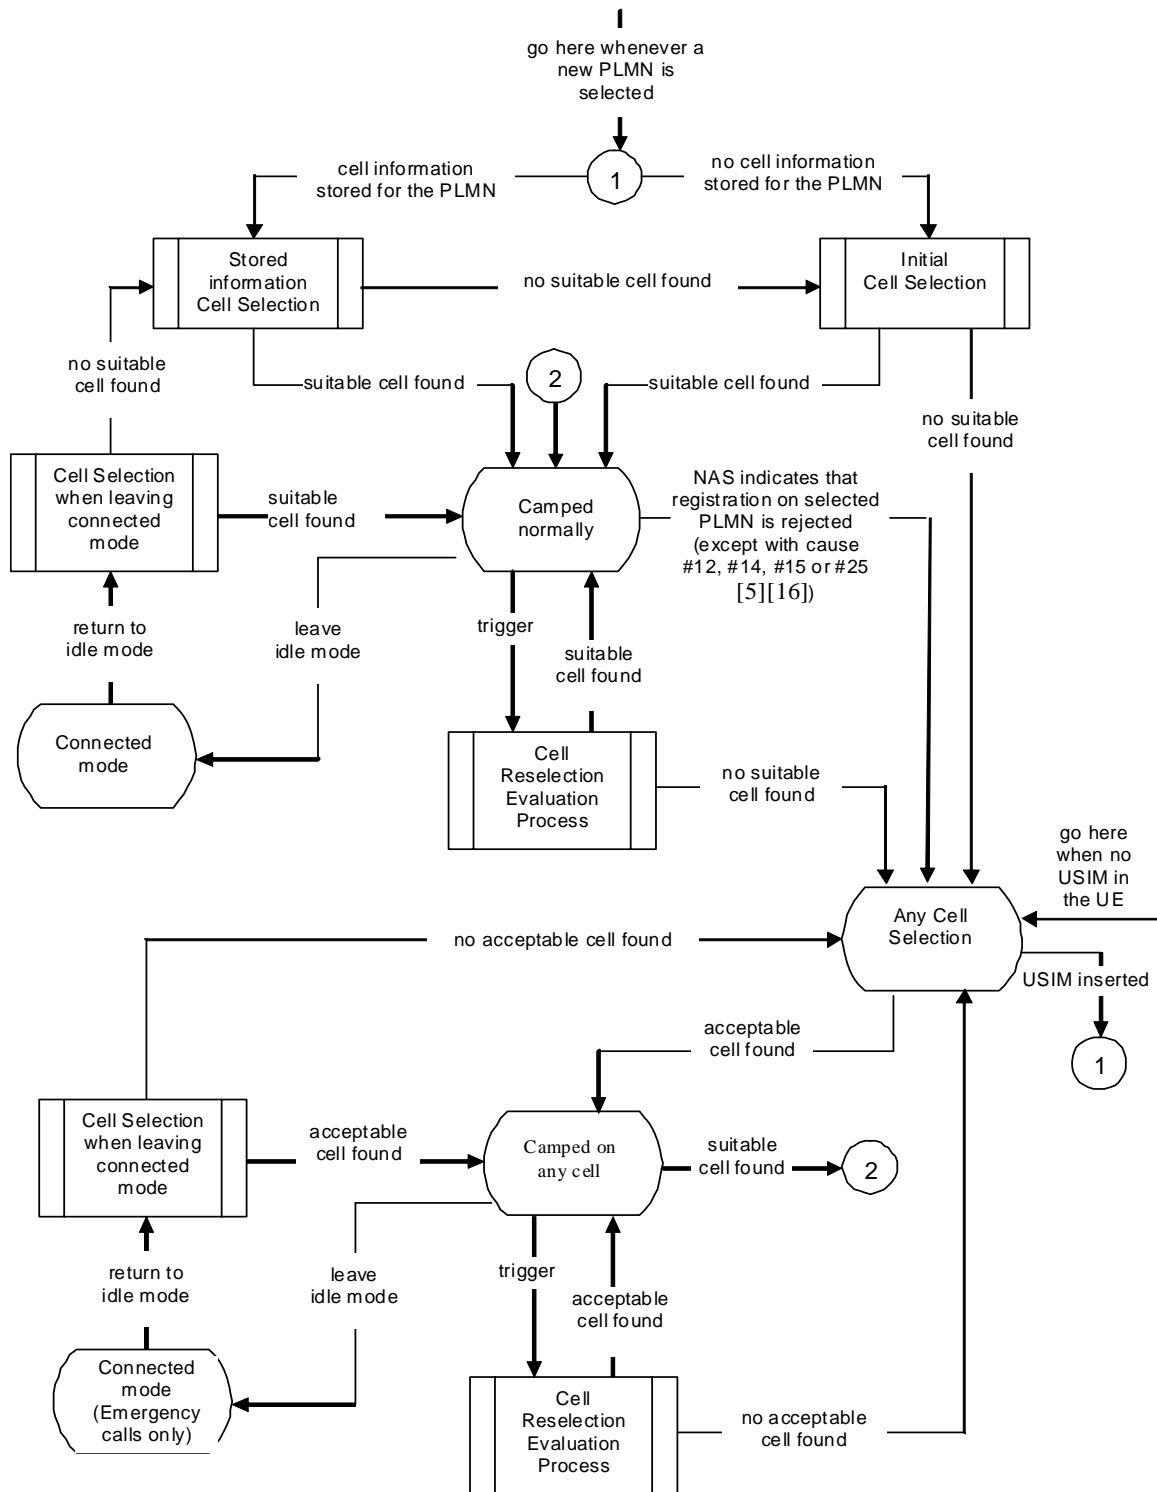 go here whenever a
new PLMN is
selected
1
cell information
stored for the PLMN
no cell information
stored for the PLMN
Stored
information
Cell Selection
no suitable cell found
Initial
Cell Selection
no suitable
cell found
suitable cell found
2
suitable cell found
no suitable
cell found
Cell Selection
when leaving
connected
mode
suitable
cell found
Camped
normally
NAS indicates that
registration on selected
PLMN is rejected
(except with cause
#12, #14, #15 or #25
[5][16])
return to
idle mode
leave
idle mode
trigger
suitable
cell found
Connected
mode
Cell
Reselection
Evaluation
Process
no suitable
cell found
go here
when no
USIM in
the UE
Any Cell
Selection
no acceptable cell found
USIM inserted
1
acceptable
cell found
Cell Selection
when leaving
connected
mode
acceptable
cell found
Camped on
any cell
suitable
cell found
2
return to
idle mode
leave
idle mode
trigger
acceptable
cell found
Connected
mode
(Emergency
calls only)
Cell
Reselection
Evaluation
Process
no acceptable
cell found